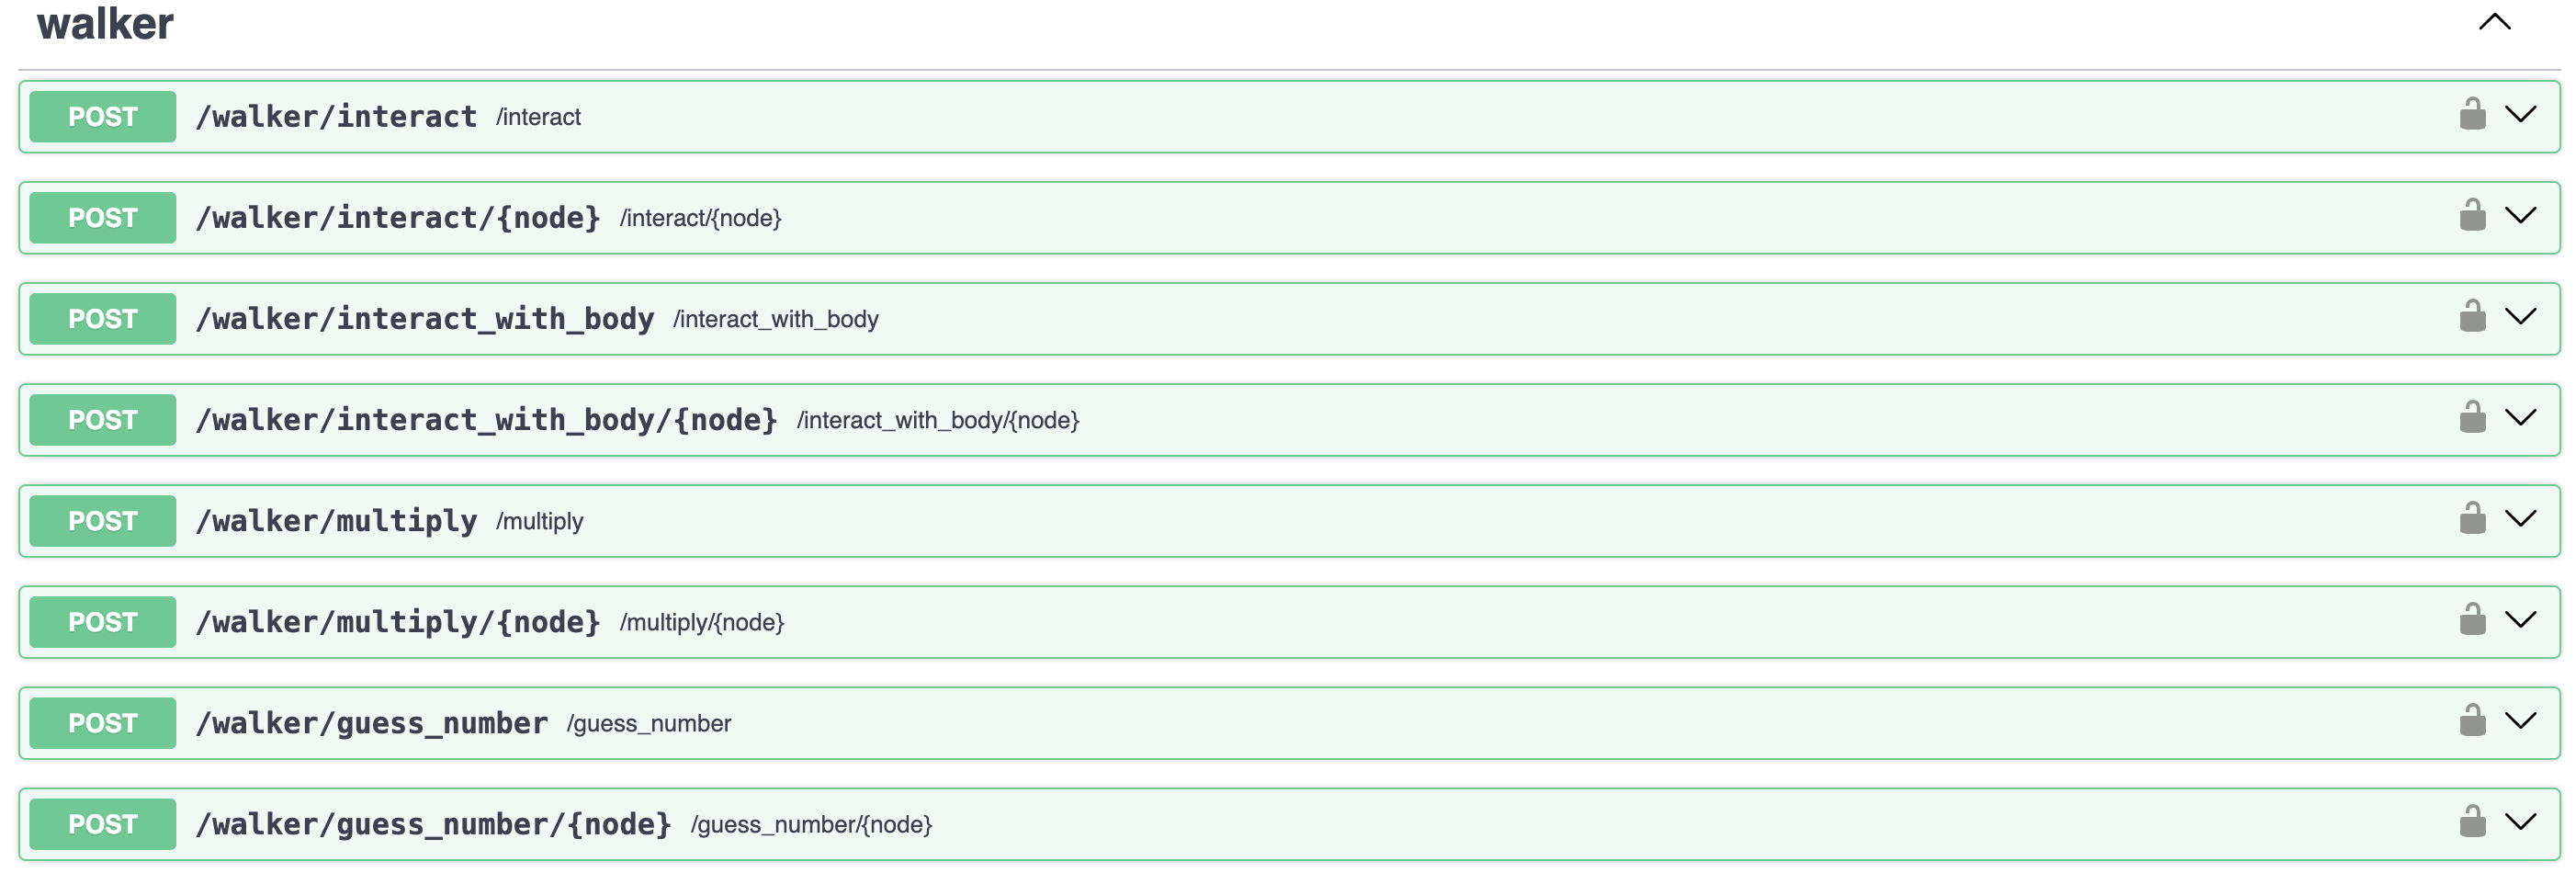 walker
POST /walker/interact /interact
POST /walker/interact/{node} /interact/{node}
POST /walker/interact_with_body /interact_with_body
POST /walker/interact_with_body/{node} /interact_with_body/{node}
POST /walker/multiply /multiply
POST /walker/multiply/{node} /multiply/{node}
POST /walker/guess_number /guess_number
POST /walker/guess_number/{node} /guess_number/{node}